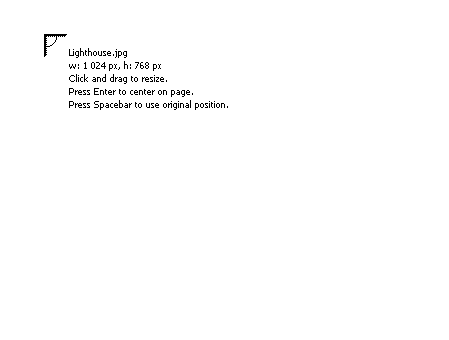 Lighthouse.jpg
w: 1 024 px, h: 768 px
Click and drag to resize.
Press Enter to center on page.
Press Spacebar to use original position.